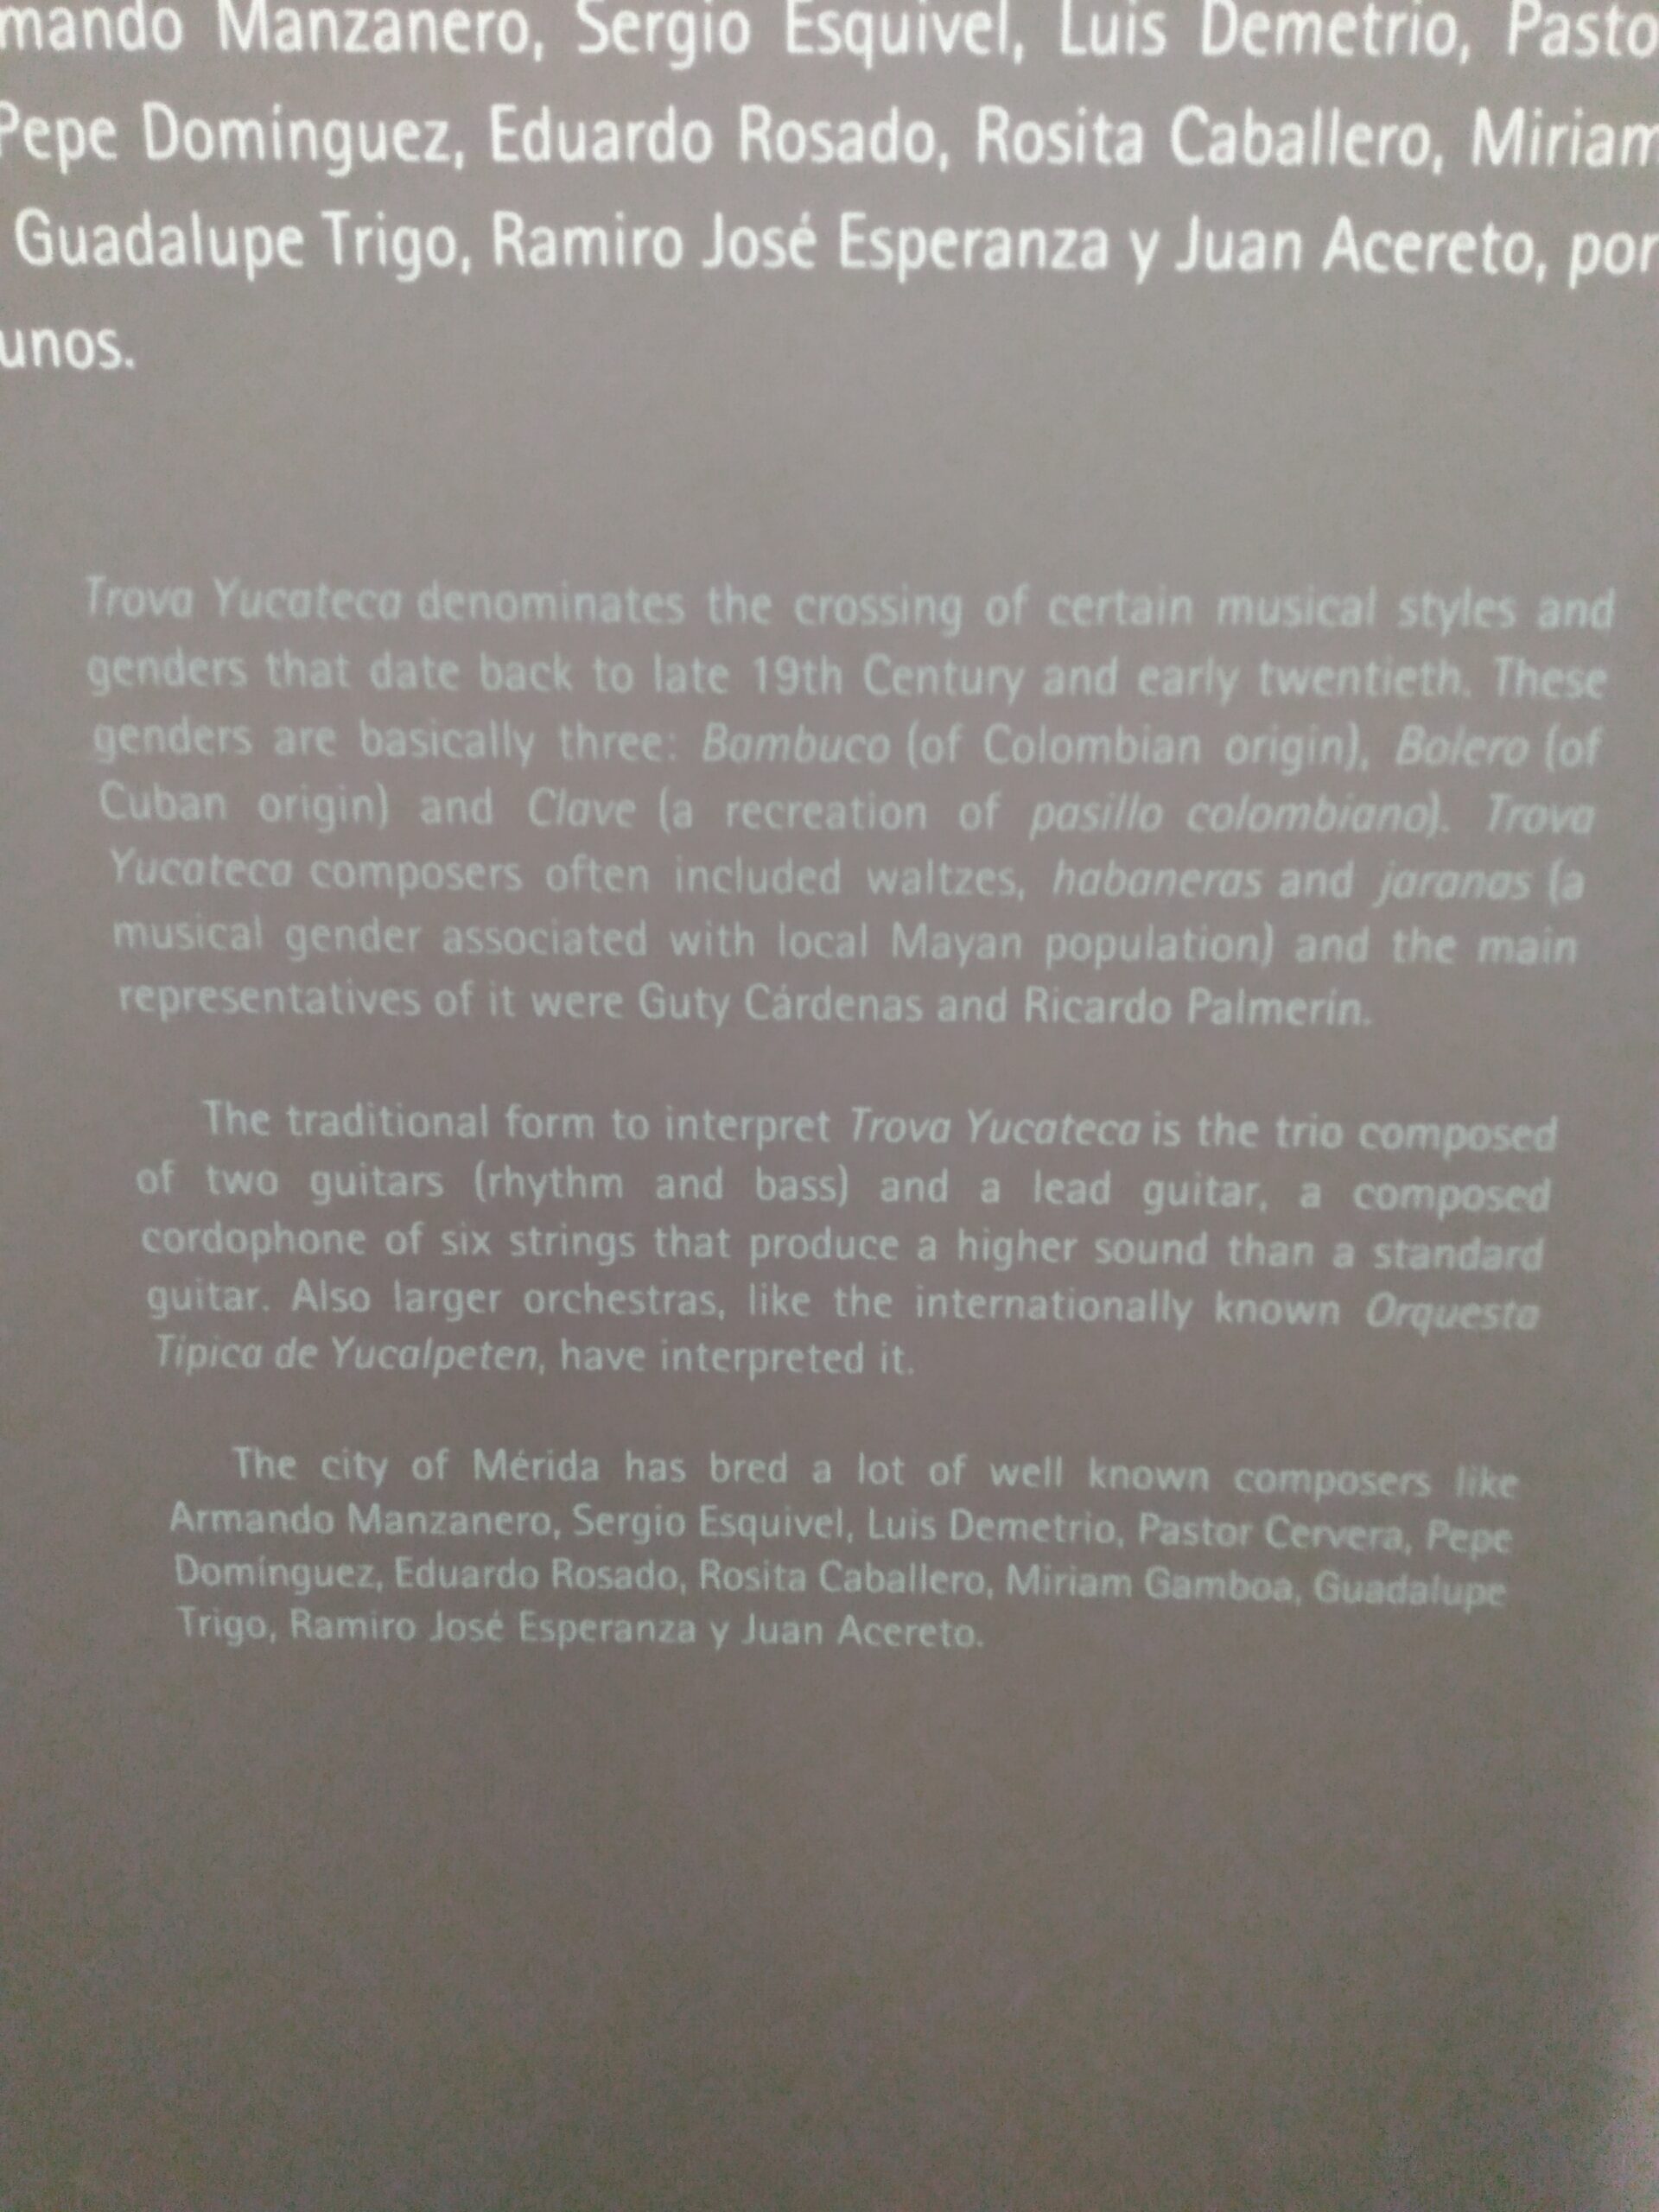 mando Manzanero, Sergio Esquivel, Luis Demetrio, Pasto
Pepe Domínguez, Eduardo Rosado, Rosita Caballero, Miriam
Guadalupe Trigo, Ramiro José Esperanza y Juan Acereto, por
unos.
Trova Yucateca denominates the crossing of certain musical styles and
genders that date back to late 19th Century and early twentieth. These
genders are basically three: Bambuco (of Colombian origin), Bolero (of
Cuban origin) and Clave (a recreation of pasillo colombiano). Trova
Yucateca composers often included waltzes, habaneras and jaranas (a
musical gender associated with local Mayan population) and the main
representatives of it were Guty Cárdenas and Ricardo Palmerín.
The traditional form to interpret Trova Yucateca is the trio composed
of two guitars (rhythm and bass) and a lead guitar, a composed
cordophone of six strings that produce a higher sound than a standard
guitar. Also larger orchestras, like the internationally known Orquesta
Típica de Yucalpeten, have interpreted it.
The city of Mérida has bred a lot of well known composers like
Armando Manzanero, Sergio Esquivel, Luis Demetrio, Pastor Cervera, Pepe
Domínguez, Eduardo Rosado, Rosita Caballero, Miriam Gamboa, Guadalupe
Trigo, Ramiro José Esperanza y Juan Acereto.